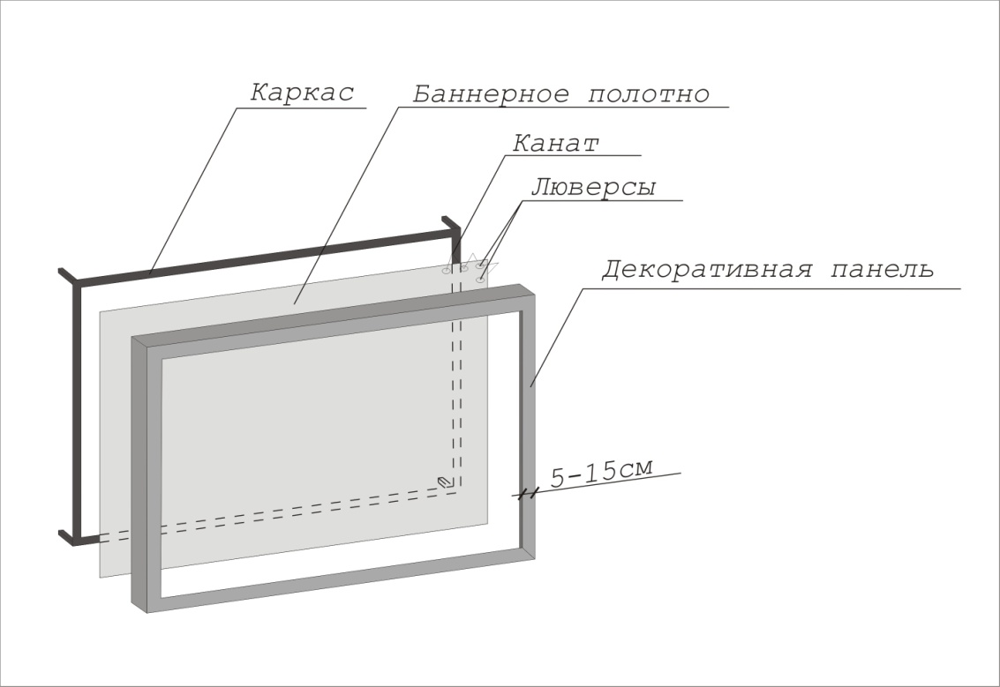 Каркас
Баннерное полотно
Канат
Люверсы
Декоративная панель
5-15см